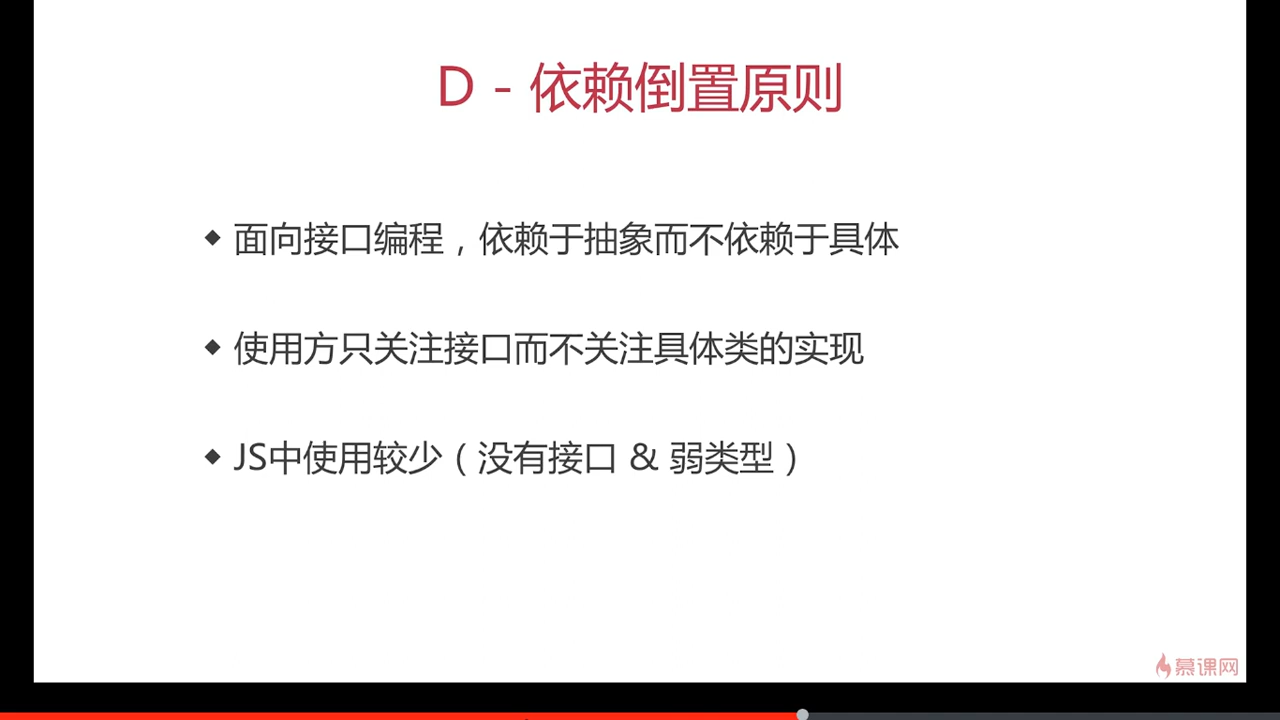 D - 依赖倒置原则
◆ 面向接口编程，依赖于抽象而不依赖于具体
◆ 使用方只关注接口而不关注具体类的实现
◆ JS中使用较少（没有接口 & 弱类型）
慕课网